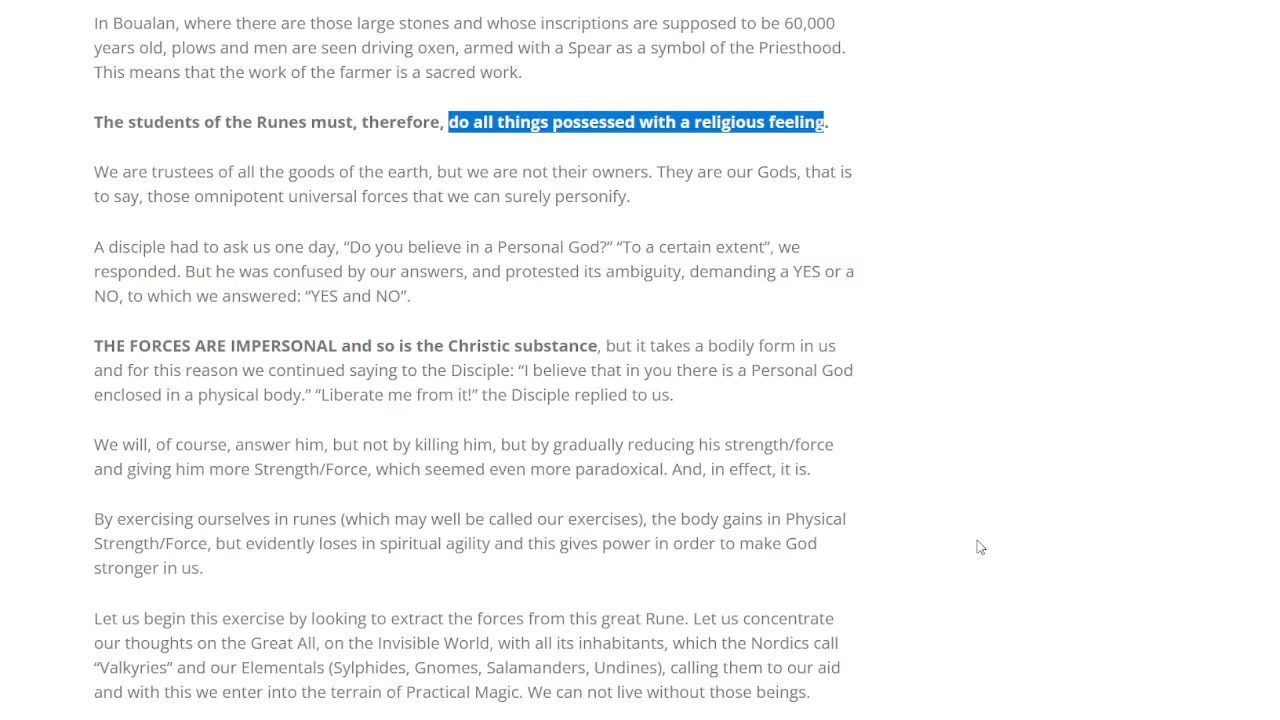 In Boualan, where there are those large stones and whose inscriptions are supposed to be 60,000
years old, plows and men are seen driving oxen, armed with a Spear as a symbol of the Priesthood.
This means that the work of the farmer is a sacred work.
The students of the Runes must, therefore, do all things possessed with a religious feeling.
We are trustees of all the goods of the earth, but we are not their owners. They are our Gods, that is
to say, those omnipotent universal forces that we can surely personify.
A disciple had to ask us one day, “Do you believe in a Personal God?” “To a certain extent”, we
responded. But he was confused by our answers, and protested its ambiguity, demanding a YES or a
NO, to which we answered: “YES and NO”.
THE FORCES ARE IMPERSONAL and so is the Christic substance, but it takes a bodily form in us
and for this reason we continued saying to the Disciple: “I believe that in you there is a Personal God
enclosed in a physical body.” “Liberate me from it!” the Disciple replied to us.
We will, of course, answer him, but not by killing him, but by gradually reducing his strength/force
and giving him more Strength/Force, which seemed even more paradoxical. And, in effect, it is.
By exercising ourselves in runes (which may well be called our exercises), the body gains in Physical
Strength/Force, but evidently loses in spiritual agility and this gives power in order to make God
stronger in us.
Let us begin this exercise by looking to extract the forces from this great Rune. Let us concentrate
our thoughts on the Great All, on the Invisible World, with all its inhabitants, which the Nordics call
“Valkyries” and our Elementals (Sylphides, Gnomes, Salamanders, Undines), calling them to our aid
and with this we enter into the terrain of Practical Magic. We can not live without those beings.